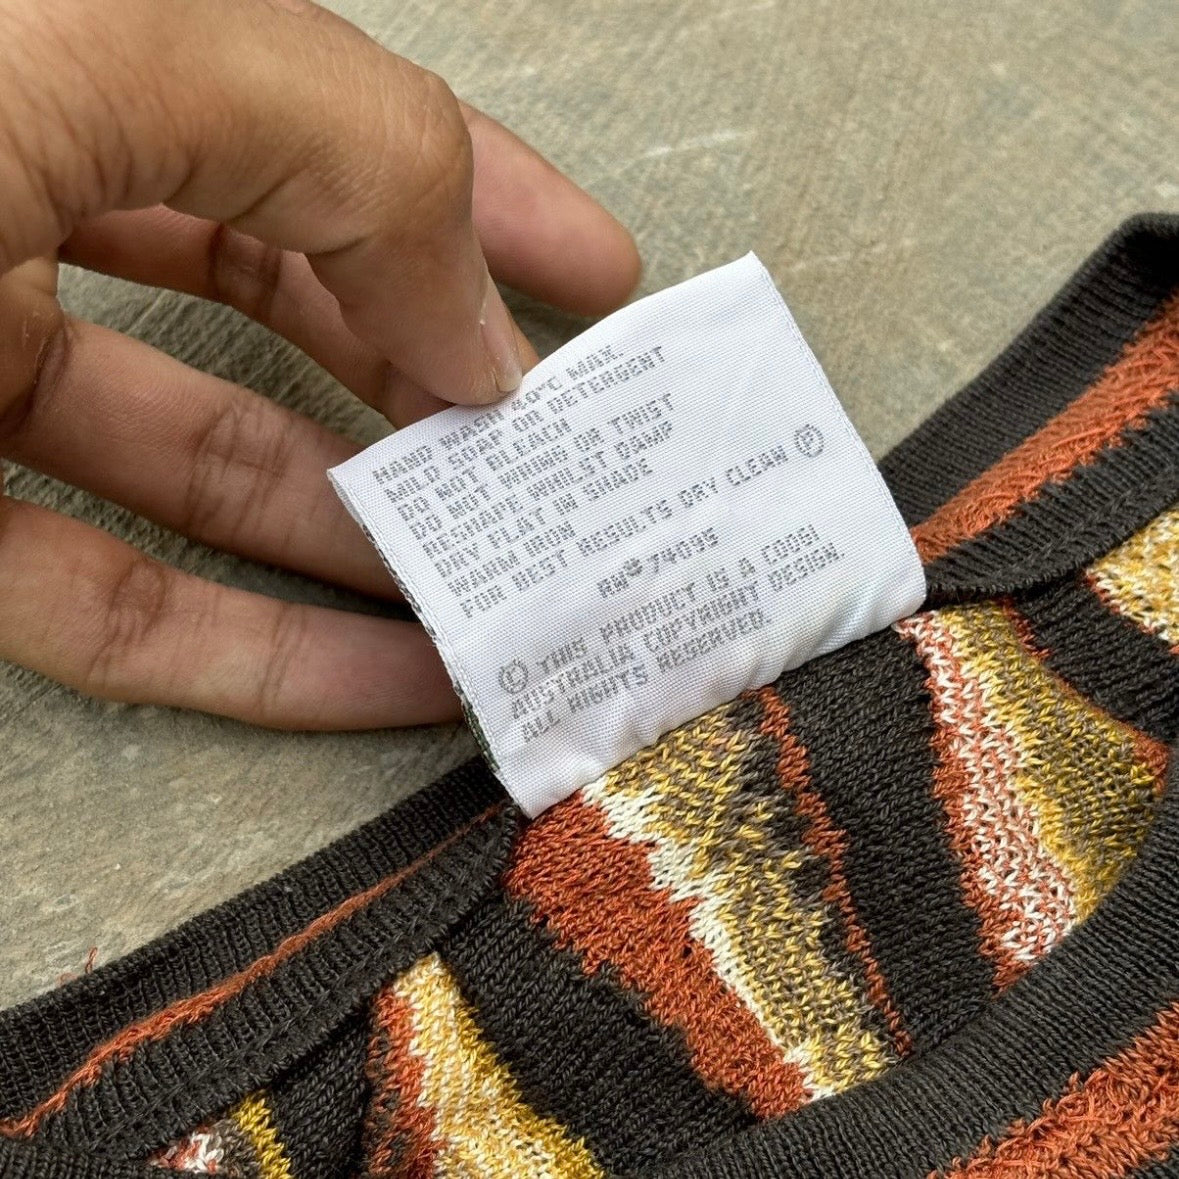 HAND WASH 40°C MAX.
MILD SOAP OR DETERGENT
DO NOT BLEACH
DO NOT WRING OR TWIST
RESHAPE WHILST DAMP
DRY FLAT IN SHADE
WARM IRON
FOR BEST RESULTS DRY CLEAN Ⓟ
RN# 74096
© THIS PRODUCT IS A COOGI
AUSTRALIA COPYRIGHT DESIGN.
ALL RIGHTS RESERVED.